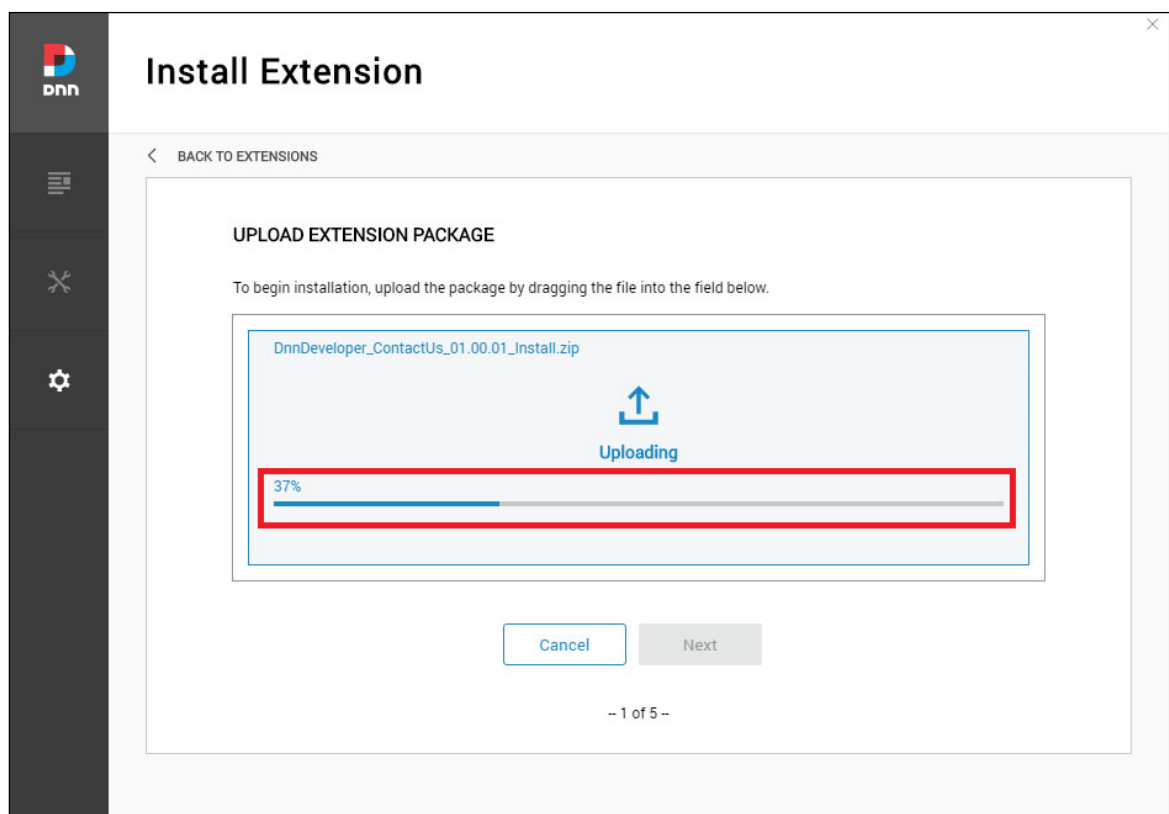 Dnn
Install Extension
BACK TO EXTENSIONS
UPLOAD EXTENSION PACKAGE
To begin installation, upload the package by dragging the file into the field below.
DnnDeveloper_ContactUs_01.00.01_Install.zip
Uploading
37%
Cancel Next
-- 1 of 5 --